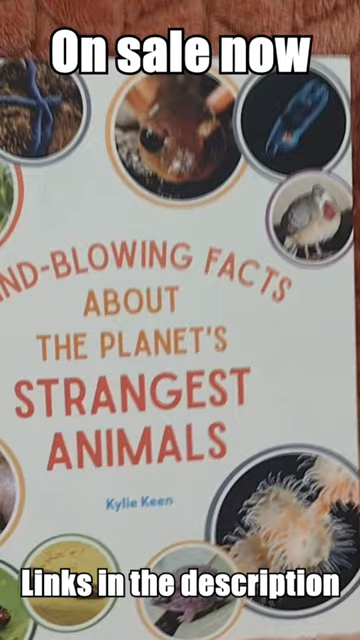 On sale now
ND-BLOWING FACTS
ABOUT
THE PLANET'S
STRANGEST
ANIMALS
Kylie Keen
Links in the description